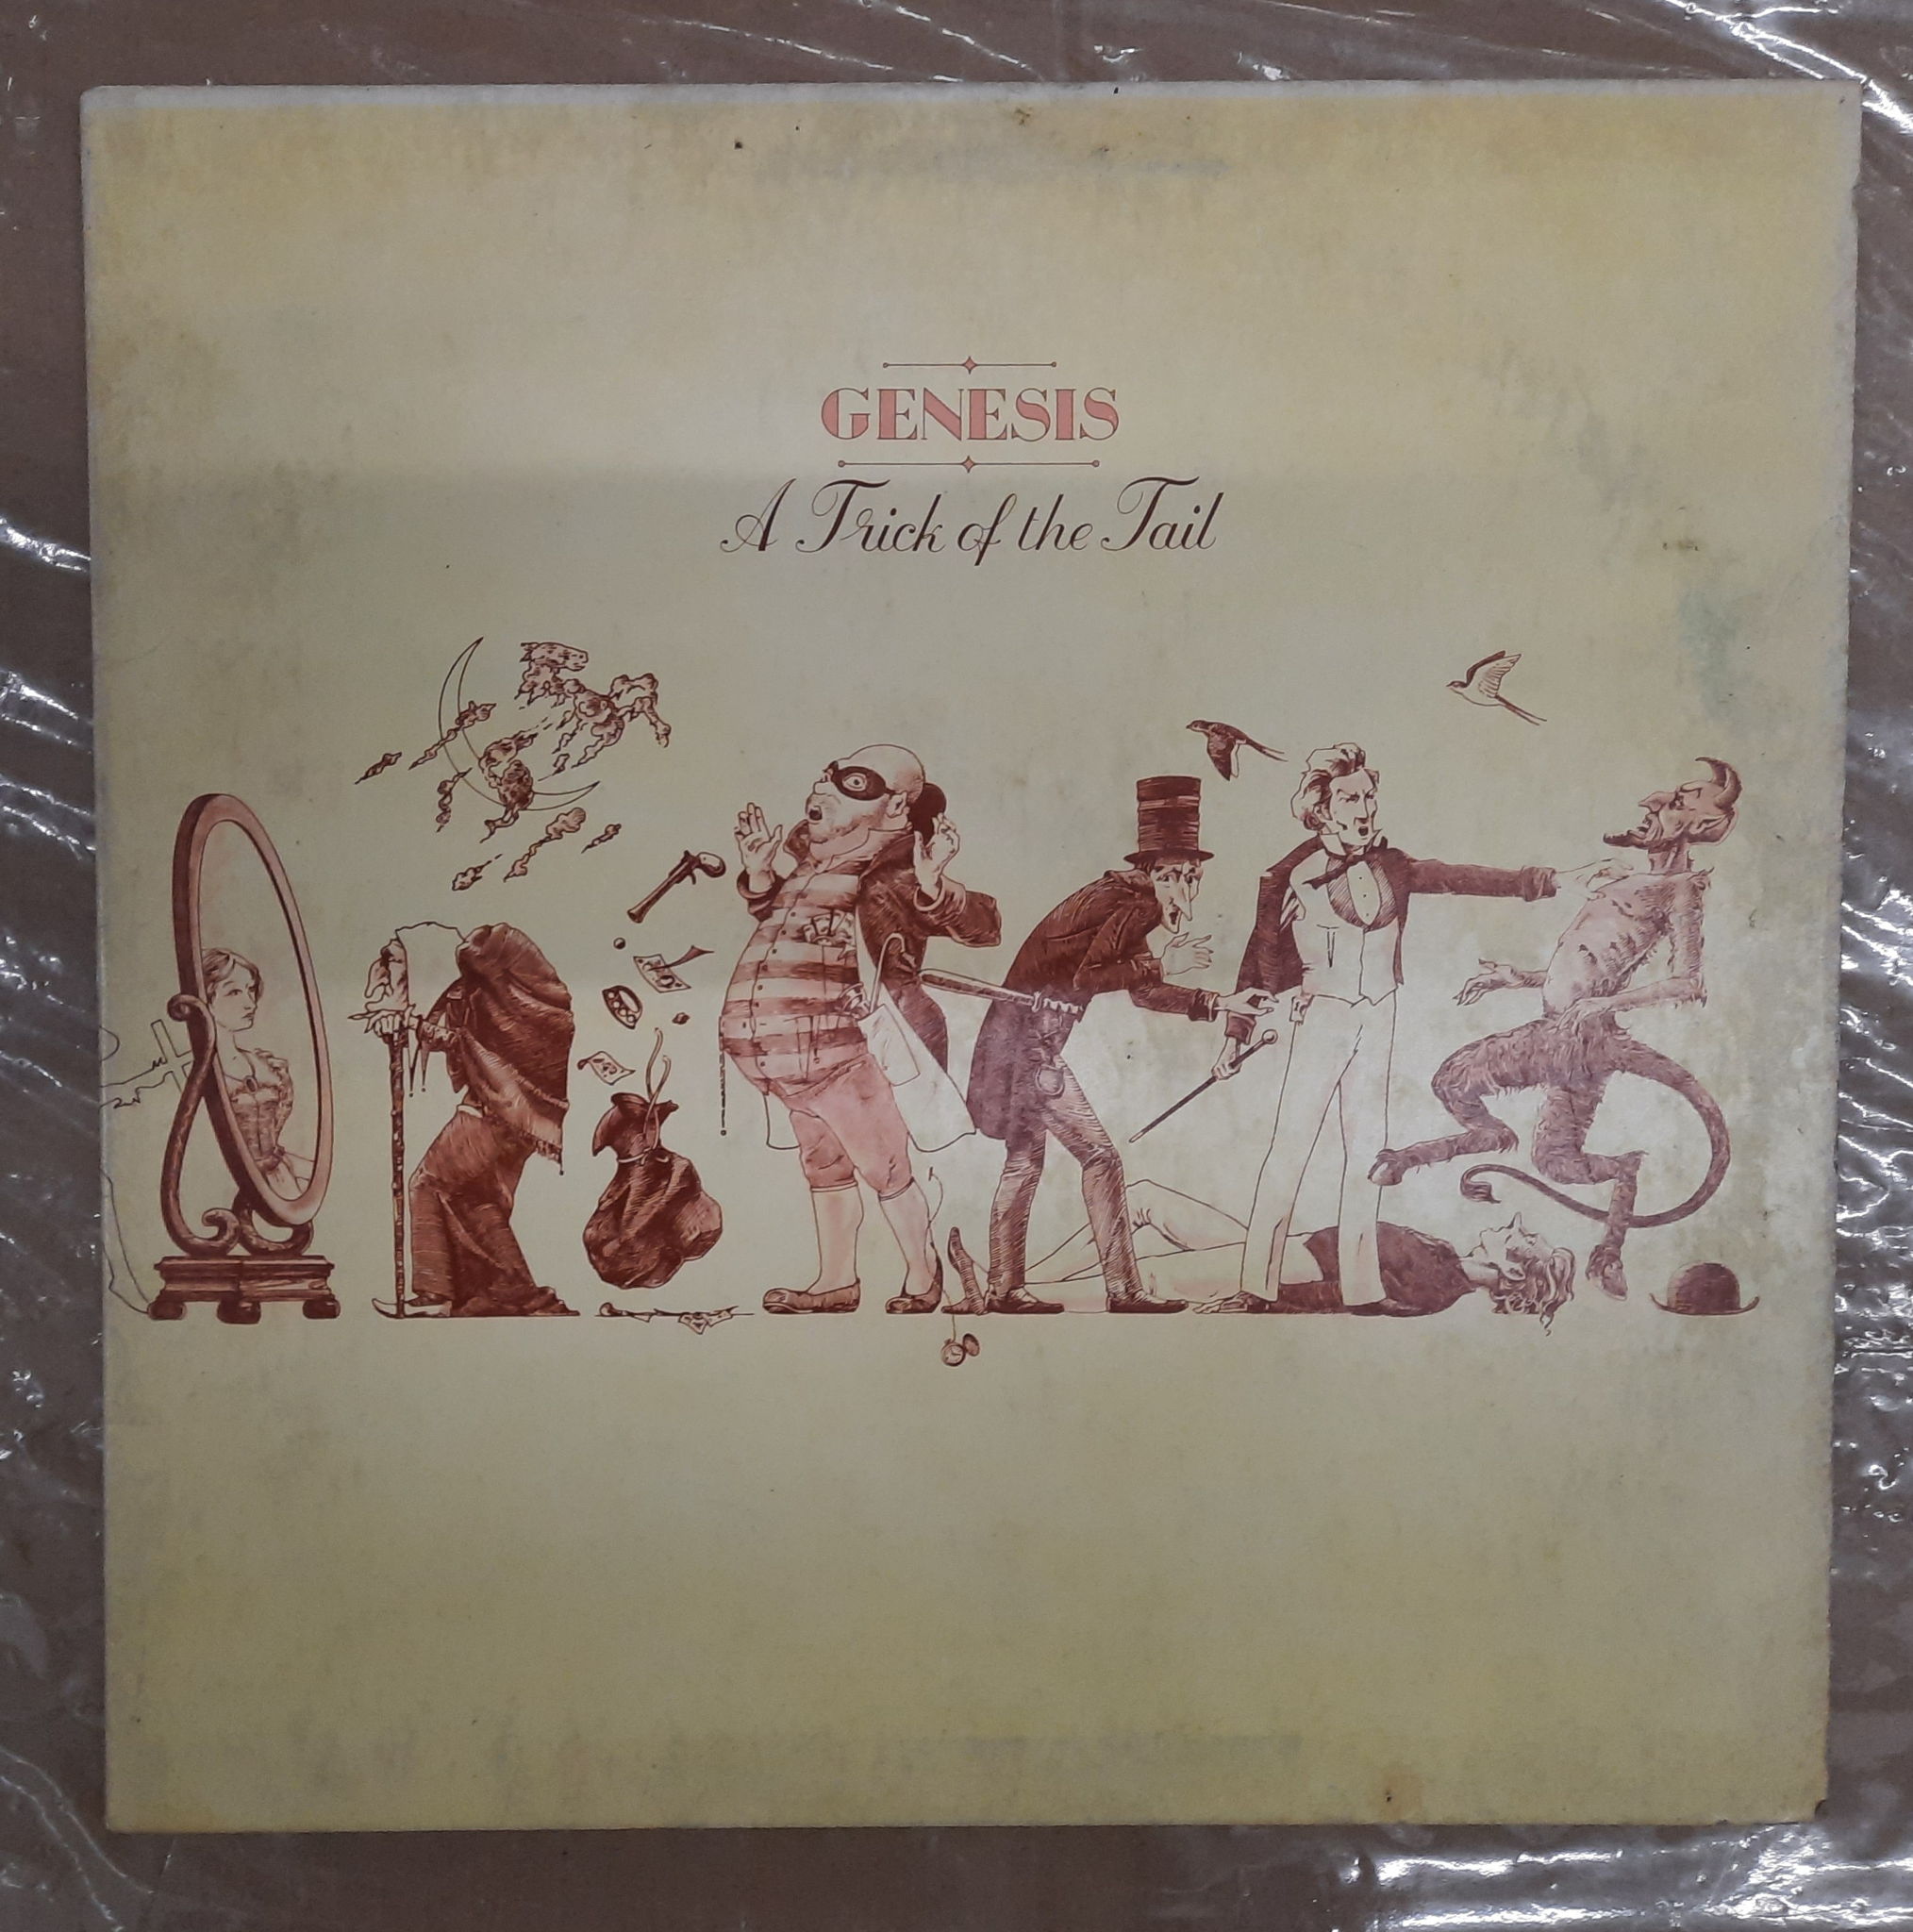 GENESIS
A Trick of the Tail